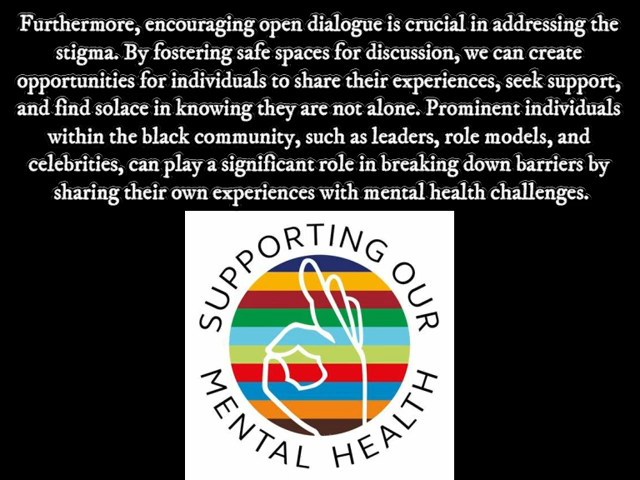 Furthermore, encouraging open dialogue is crucial in addressing the
stigma. By fostering safe spaces for discussion, we can create
opportunities for individuals to share their experiences, seek support,
and find solace in knowing they are not alone. Prominent individuals
within the black community, such as leaders, role models, and
celebrities, can play a significant role in breaking down barriers by
sharing their own experiences with mental health challenges.
SUPPORTING OUR
MENTAL HEALTH